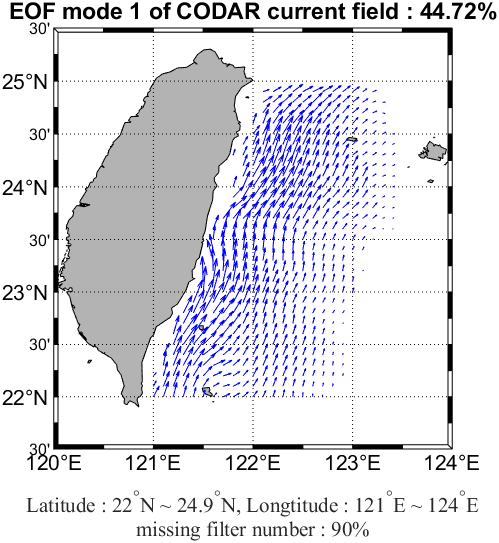 EOF mode 1 of CODAR current field : 44.72%
30'
25°N
30'
24°N
30'
23°N
30'
22°N
30'
120°E 121°E 122°E 123°E 124°E
Latitude : 22°N ~ 24.9°N, Longtitude : 121°E ~ 124°E
missing filter number : 90%